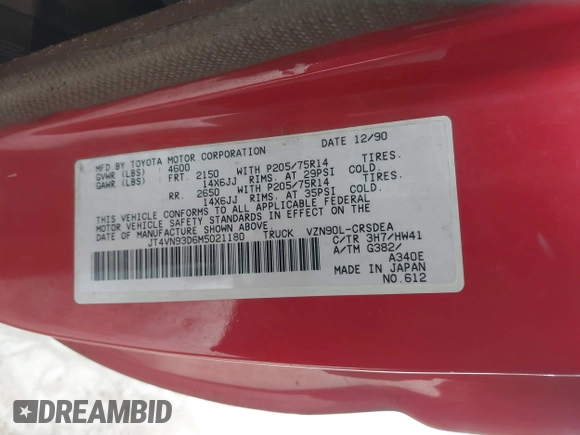 MFD BY TOYOTA MOTOR CORPORATION DATE 12/90
GVWR (LBS) 4600
GAWR (LBS) FRT. 2150 WITH P205/75R14 TIRES.
14X6JJ RIMS. AT 29PSI COLD.
RR. 2650 WITH P205/75R14 TIRES.
14X6JJ RIMS. AT 35PSI COLD.
THIS VEHICLE CONFORMS TO ALL APPLICABLE FEDERAL
MOTOR VEHICLE SAFETY STANDARDS IN EFFECT ON THE
DATE OF MANUFACTURE SHOWN ABOVE.
JT4VN93D6M5021180 TRUCK VZN90L-CRSDEA
C/TR 3H7/HW41
A/TM G382/
A340E
MADE IN JAPAN
NO.612
DREAMBID